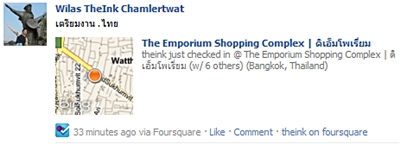 Wilas TheInk Chamlertwat
เตรียมงาน . ไทย
The Emporium Shopping Complex | ดิเอ็มโพเรี่ยม
theink just checked in @ The Emporium Shopping Complex | ดิ
เอ็มโพเรี่ยม (w/ 6 others) (Bangkok, Thailand)
Watth
Sukhumvit 22
Soi Sukhumvit
33 minutes ago via Foursquare · Like · Comment · theink on foursquare